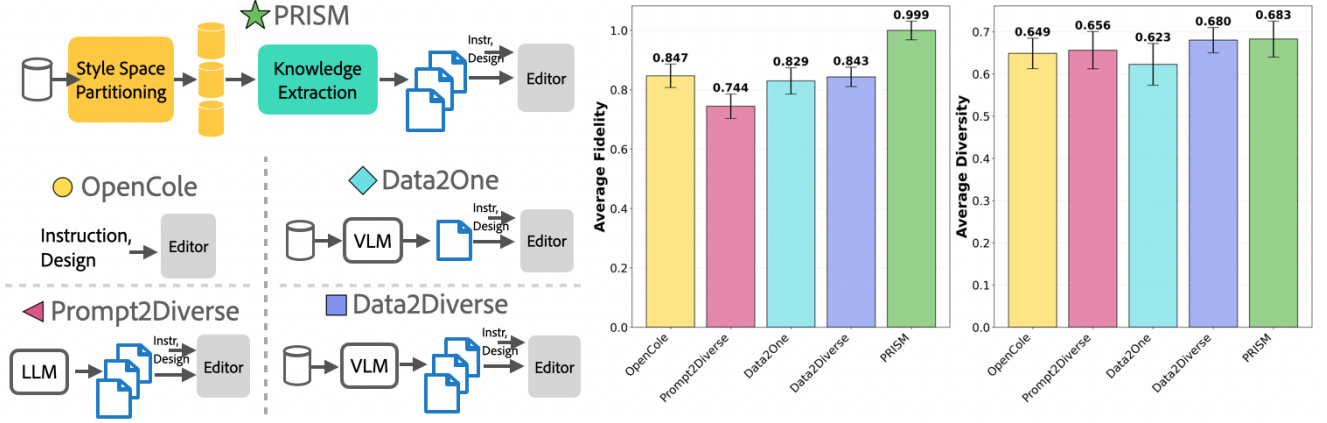 PRISM
Style Space
Partitioning
Knowledge
Extraction
Instr,
Design
Editor
OpenCole
Instruction,
Design
Editor
Data2One
VLM
Instr,
Design
Editor
Prompt2Diverse
LLM
Instr,
Design
Editor
Data2Diverse
VLM
Instr,
Design
Editor
Average Fidelity
1.0
0.8
0.6
0.4
0.2
0.0
0.847
0.744
0.829
0.843
0.999
OpenCole
Prompt2Diverse
Data2One
Data2Diverse
PRISM
Average Diversity
0.7
0.6
0.5
0.4
0.3
0.2
0.1
0.0
0.649
0.656
0.623
0.680
0.683
OpenCole
Prompt2Diverse
Data2One
Data2Diverse
PRISM